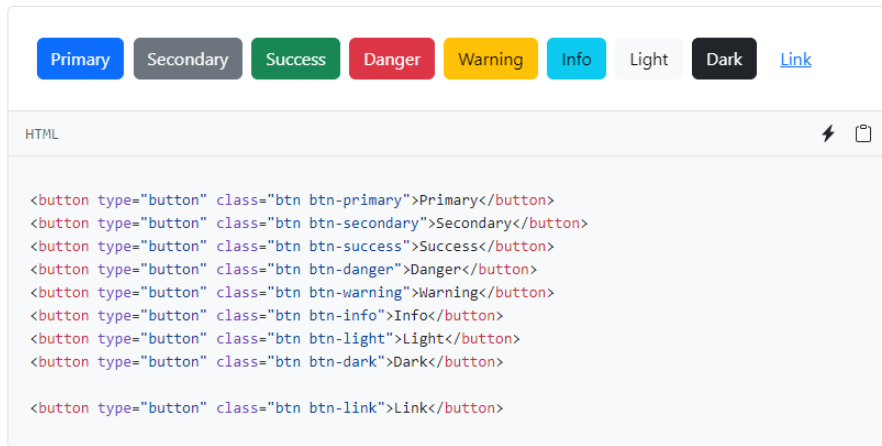 Primary Secondary Success Danger Warning Info Light Dark Link
HTML
<button type="button" class="btn btn-primary">Primary</button>
<button type="button" class="btn btn-secondary">Secondary</button>
<button type="button" class="btn btn-success">Success</button>
<button type="button" class="btn btn-danger">Danger</button>
<button type="button" class="btn btn-warning">Warning</button>
<button type="button" class="btn btn-info">Info</button>
<button type="button" class="btn btn-light">Light</button>
<button type="button" class="btn btn-dark">Dark</button>
<button type="button" class="btn btn-link">Link</button>